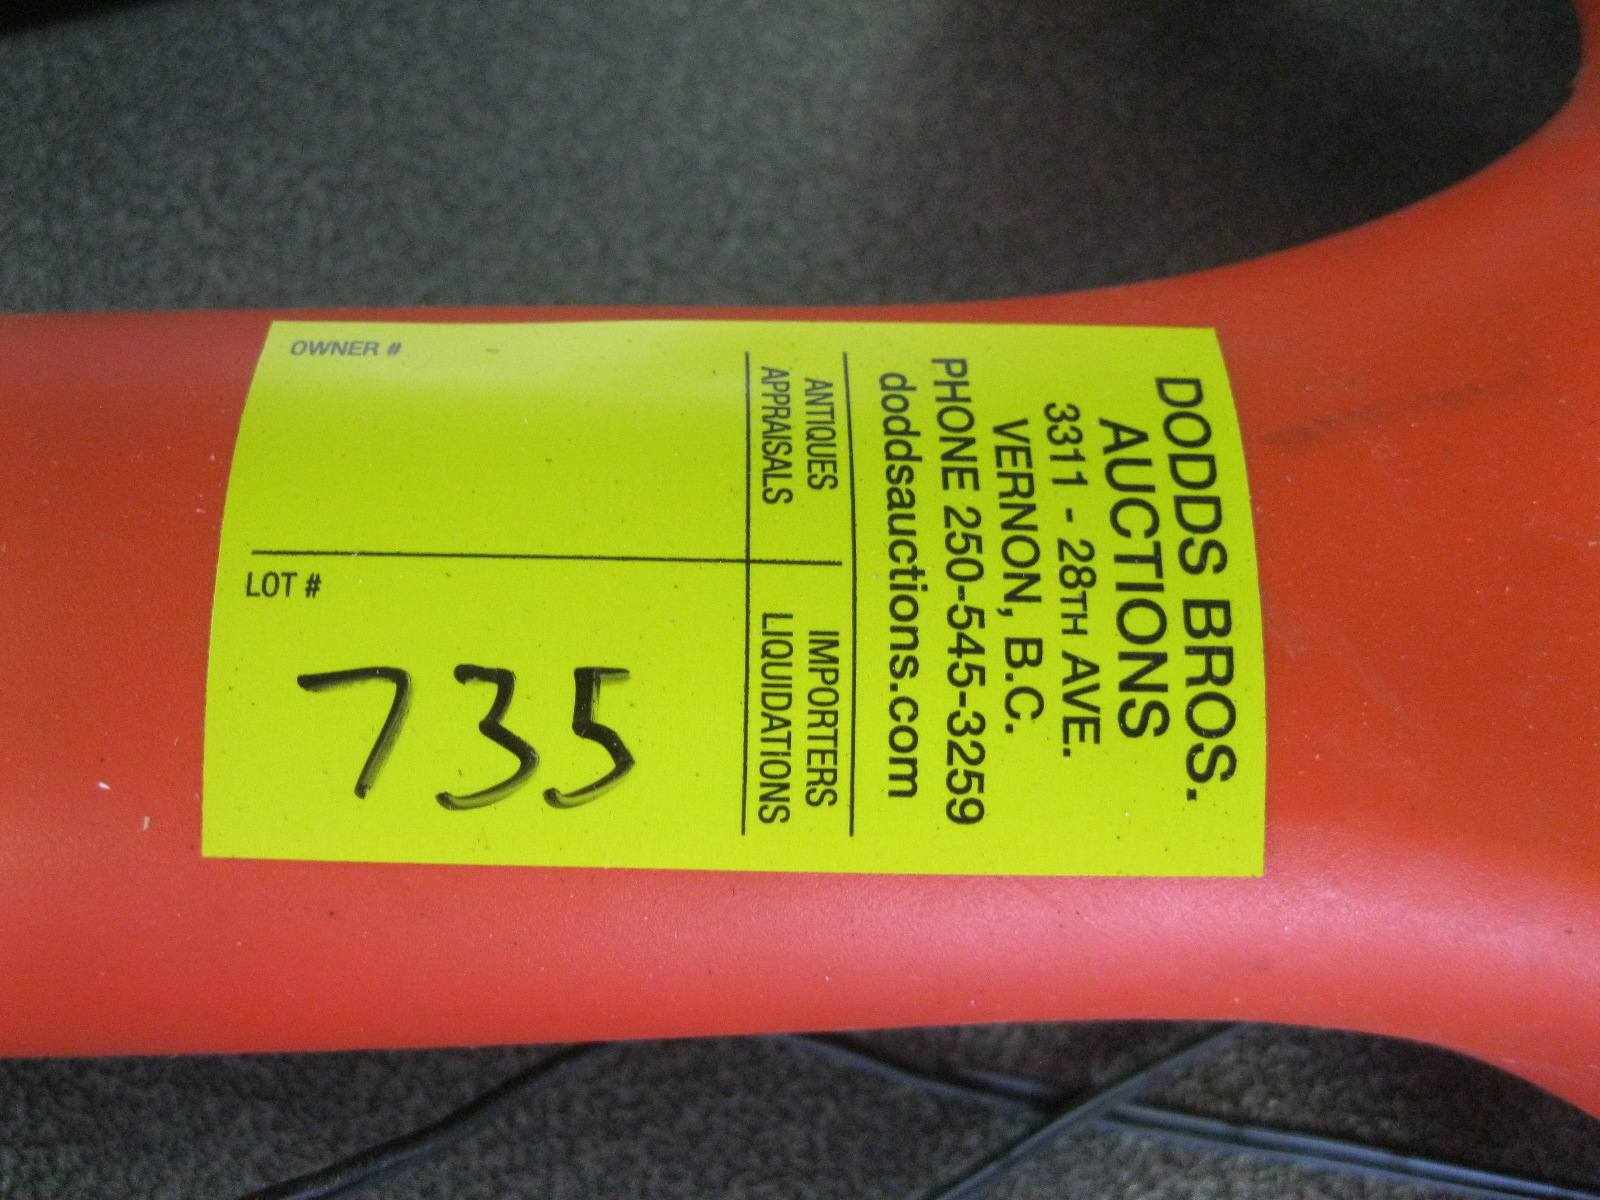 DODDS BROS.
AUCTIONS
3311 - 28TH AVE.
VERNON, B.C.
PHONE 250-545-3259
doddsauctions.com
ANTIQUES
IMPORTERS
APPRAISALS
LIQUIDATIONS
OWNER #
LOT #
735